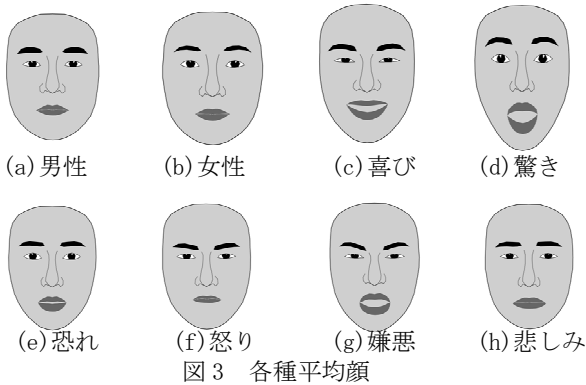 (a)男性 (b)女性 (c)喜び (d)驚き
(e)恐れ (f)怒り (g)嫌悪 (h)悲しみ
図3 各種平均顔